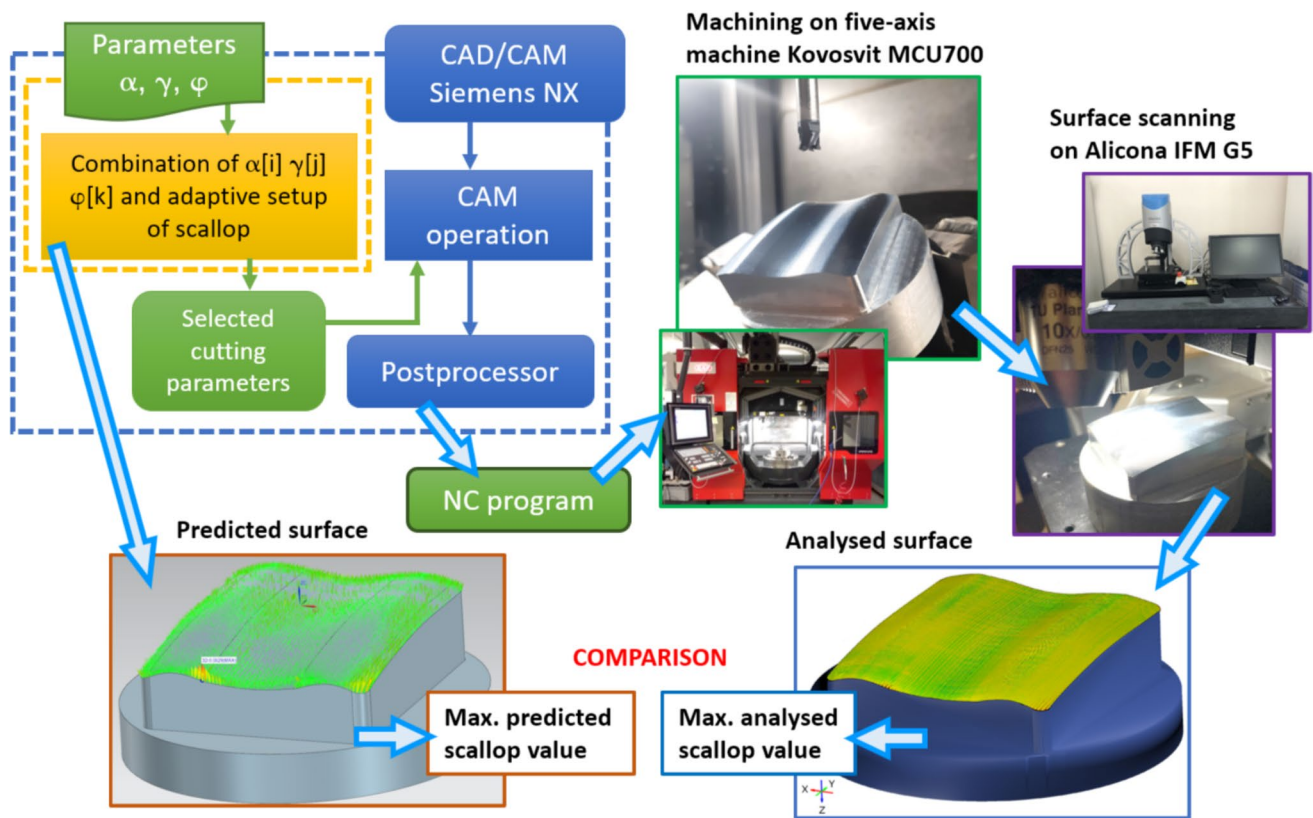 Parameters
α, γ, φ
CAD/CAM
Siemens NX
Combination of α[i] γ[j]
φ[k] and adaptive setup
of scallop
CAM
operation
Selected
cutting
parameters
Postprocessor
NC program
Machining on five-axis
machine Kovosvit MCU700
Surface scanning
on Alicona IFM G5
10x/
Predicted surface
Analysed surface
COMPARISON
Max. predicted
scallop value
Max. analysed
scallop value
X
Y
Z